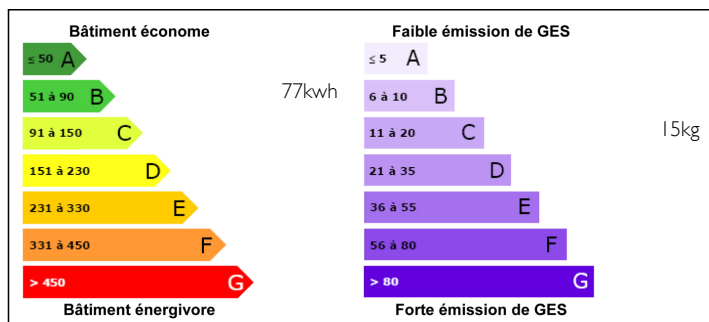 Bâtiment économe
≤ 50 A
51 à 90 B
91 à 150 C
151 à 230 D
231 à 330 E
331 à 450 F
> 450 G
Bâtiment énergivore
77kwh
Faible émission de GES
≤ 5 A
6 à 10 B
11 à 20 C
21 à 35 D
36 à 55 E
56 à 80 F
> 80 G
Forte émission de GES
15kg